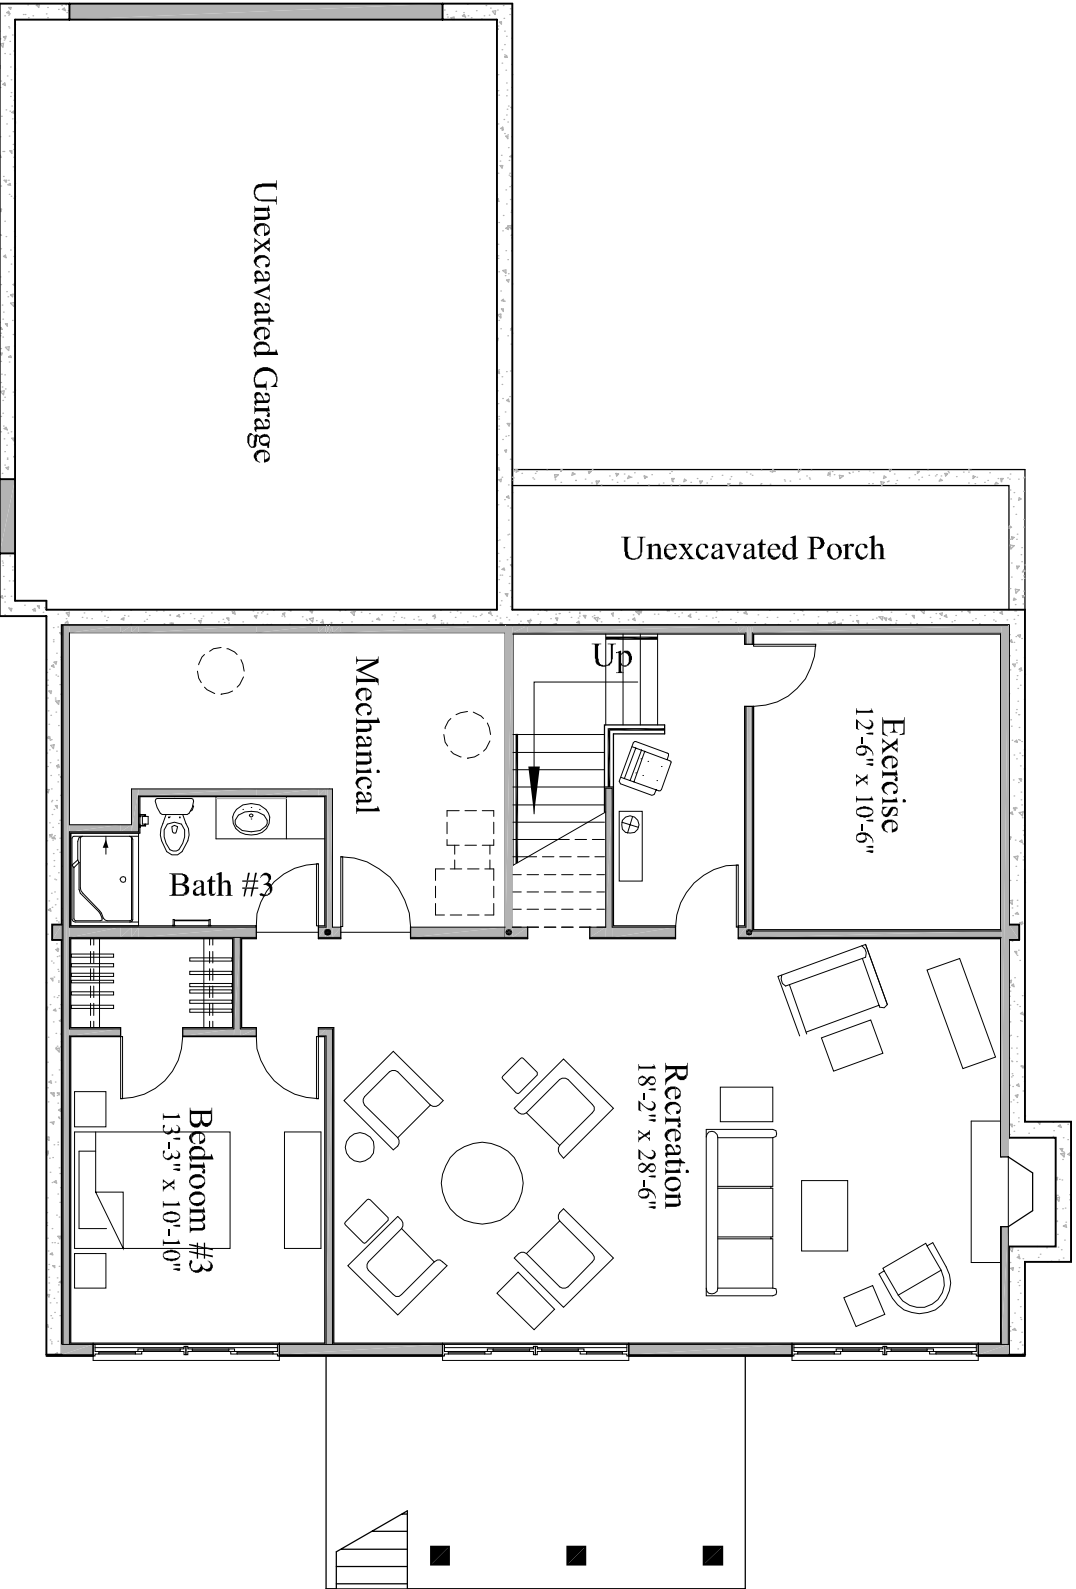 Unexcavated Garage
Unexcavated Porch
Up
Mechanical
Exercise
12'-6" x 10'-6"
Bath #3
Recreation
18'-2" x 28'-6"
Bedroom #3
13'-3" x 10'-10"